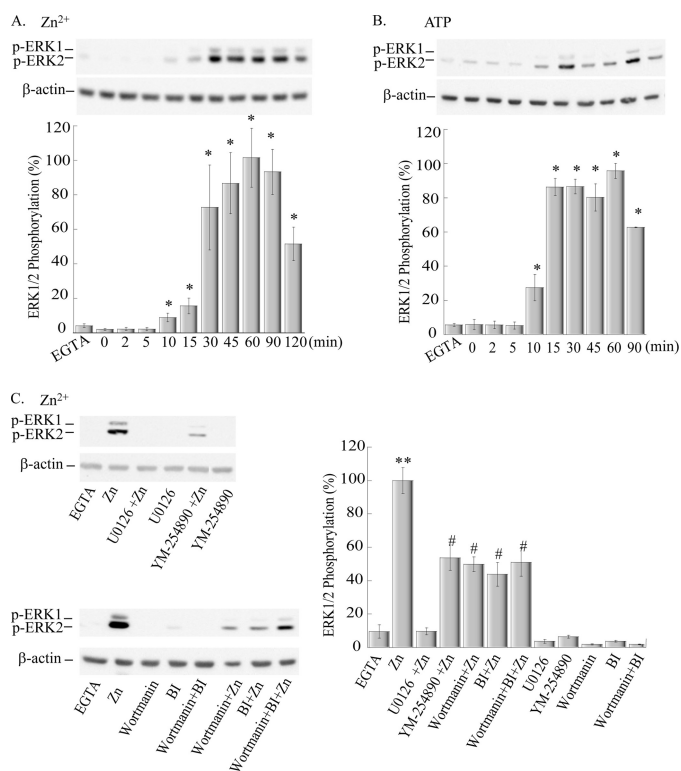 A. Zn²⁺
p-ERK1
p-ERK2
β-actin
ERK1/2 Phosphorylation (%)
120
100
80
60
40
20
0
EGTA 0 2 5 10 15 30 45 60 90 120 (min)
* * * * * * *
B. ATP
p-ERK1
p-ERK2
β-actin
ERK1/2 Phosphorylation (%)
120
100
80
60
40
20
0
EGTA 0 2 5 10 15 30 45 60 90 (min)
* * * * * *
C. Zn²⁺
p-ERK1
p-ERK2
β-actin
EGTA
Zn
U0126 +Zn
U0126
YM-254890 +Zn
YM-254890
p-ERK1
p-ERK2
β-actin
EGTA
Zn
Wortmanin
BI
Wortmanin+BI
Wortmanin+Zn
BI+Zn
Wortmanin+BI+Zn
ERK1/2 Phosphorylation (%)
120
100
80
60
40
20
0
** # # # #
EGTA
Zn
U0126 +Zn
YM-254890 +Zn
Wortmanin+Zn
BI+Zn
Wortmanin+BI+Zn
U0126
YM-254890
Wortmanin
BI
Wortmanin+BI